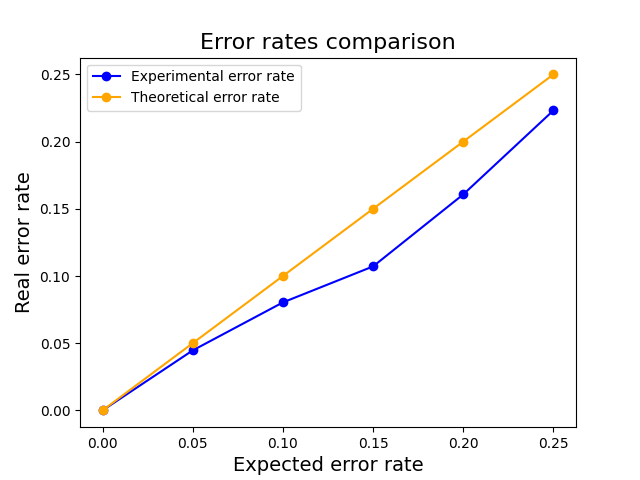 Error rates comparison
Experimental error rate
Theoretical error rate
Real error rate
0.25
0.20
0.15
0.10
0.05
0.00
0.00 0.05 0.10 0.15 0.20 0.25
Expected error rate